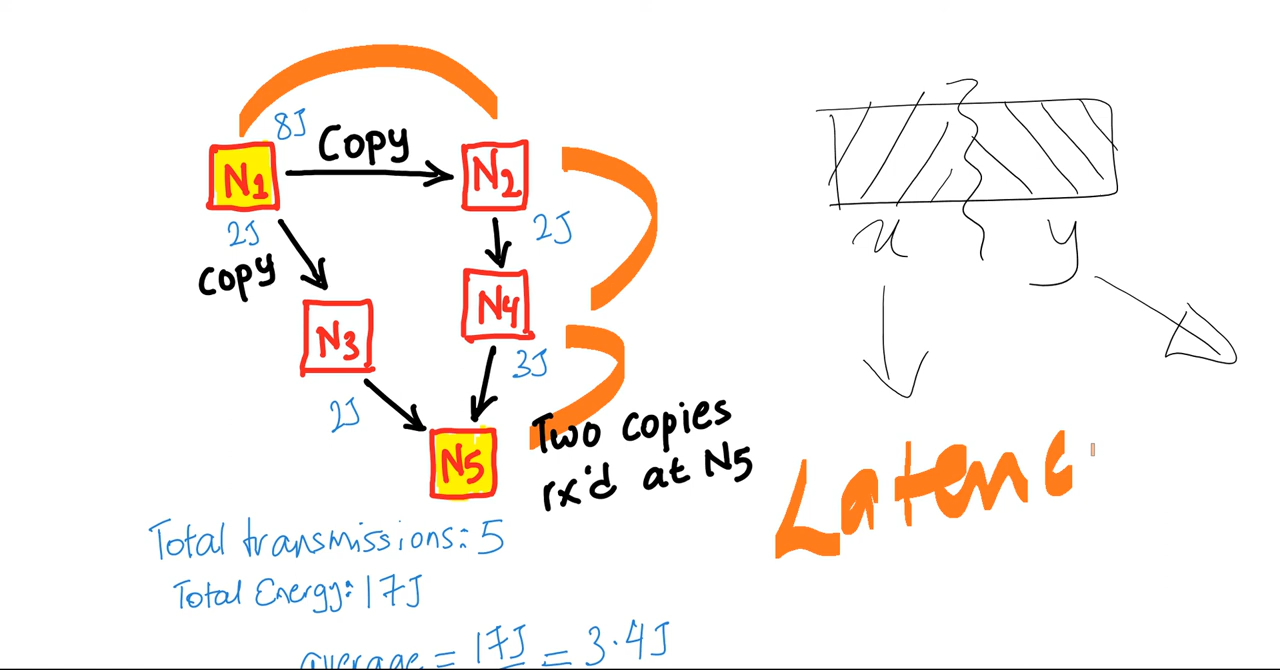 8J
Copy
N1
N2
2J
2J
copy
N4
N3
3J
2J
Two copies
N5
rx'd at N5
x
y
Latenc
Total transmissions: 5
Total Energy: 17J
average = 17J = 3.4J